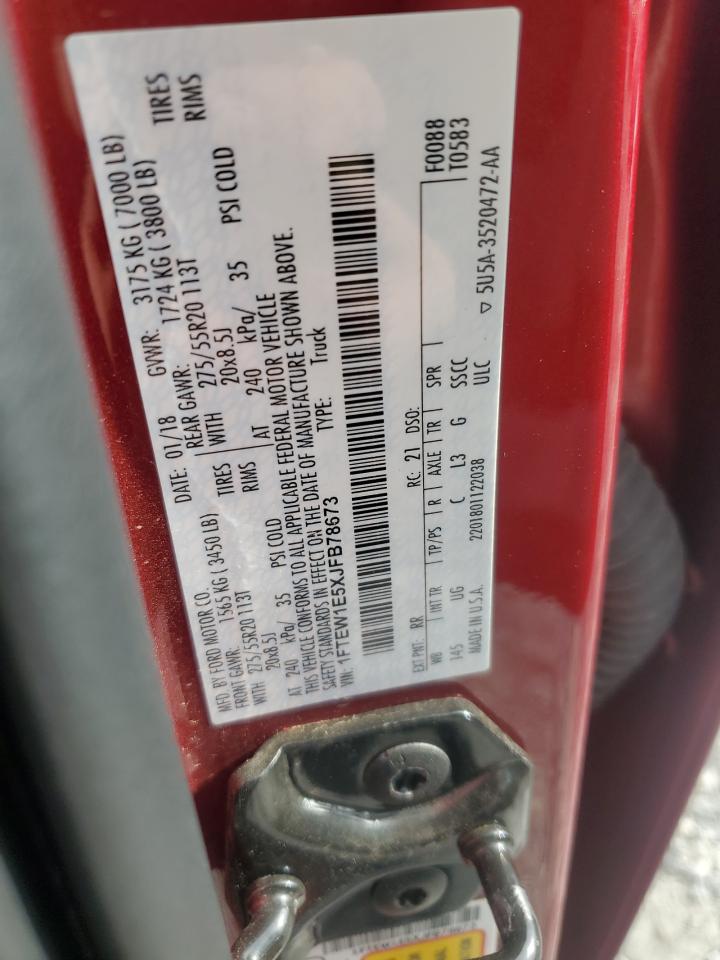 MFD. BY FORD MOTOR CO.
DATE: 01/18 GVWR: 3175 KG ( 7000 LB)
FRONT GAWR: 1565 KG ( 3450 LB) REAR GAWR: 1724 KG ( 3800 LB)
WITH 275/55R20 113T TIRES WITH 275/55R20 113T TIRES
20x8.5J RIMS 20x8.5J RIMS
AT 240 kPa/ 35 PSI COLD AT 240 kPa/ 35 PSI COLD
THIS VEHICLE CONFORMS TO ALL APPLICABLE FEDERAL MOTOR VEHICLE
SAFETY STANDARDS IN EFFECT ON THE DATE OF MANUFACTURE SHOWN ABOVE.
VIN: 1FTEW1E5XJFB78673 TYPE: Truck
F0088
T0583
EXT PNT: RR RC: 21 DSO:
WB INT TR TP/PS R AXLE TR SPR
145 UG C L3 G SSCC
MADE IN U.S.A. 2201801122038 ULC
▽ 5U5A-3520472-AA